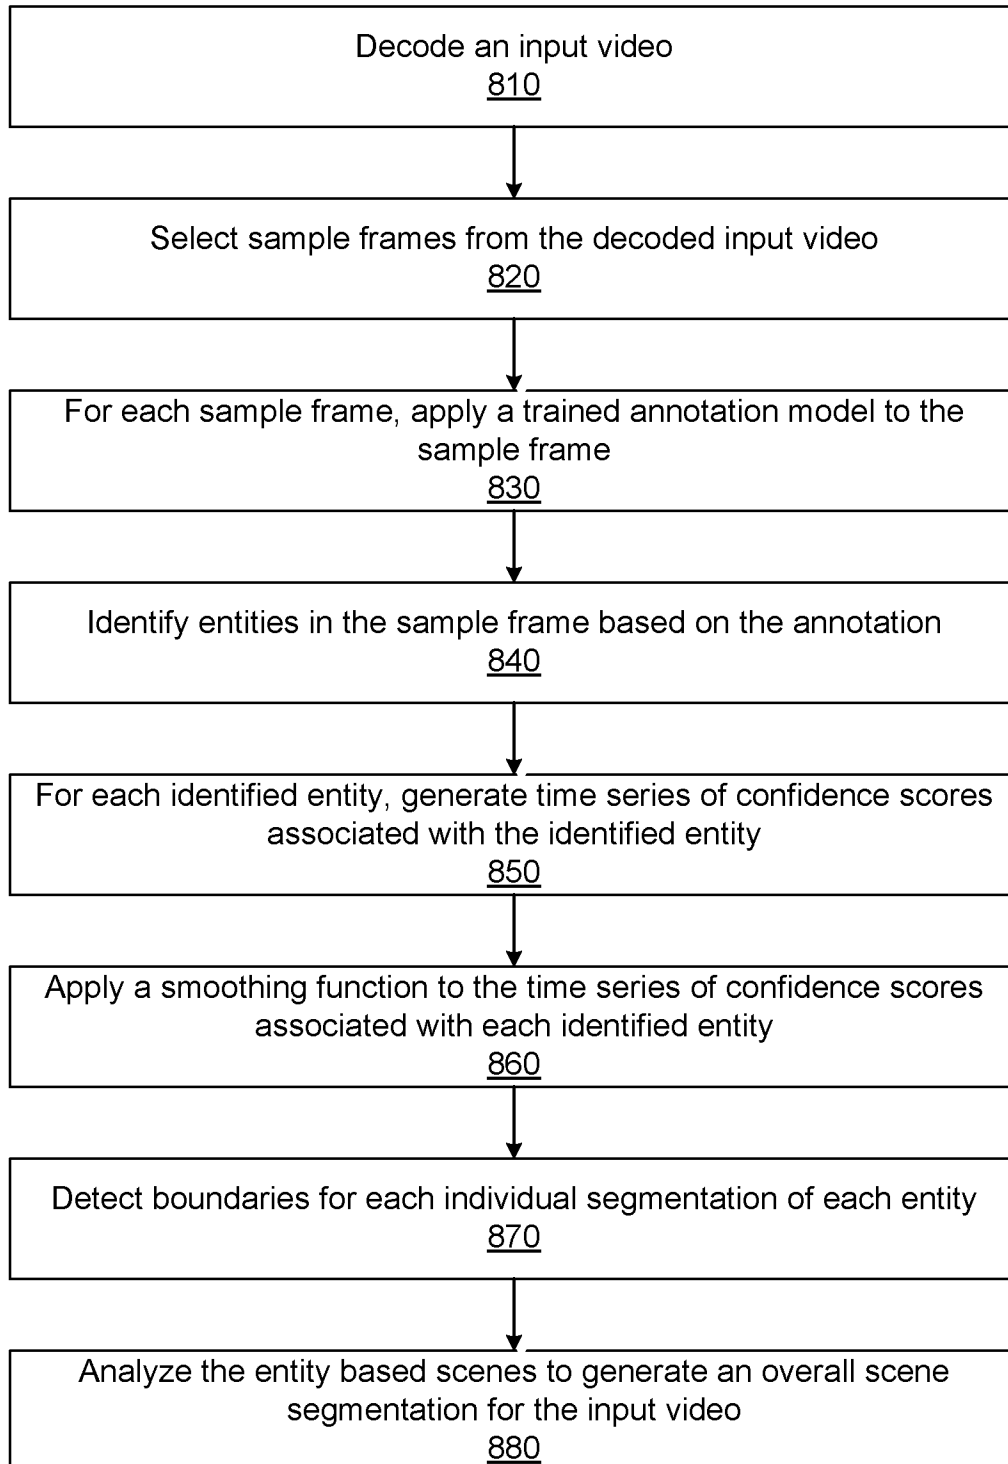 Decode an input video
810
Select sample frames from the decoded input video
820
For each sample frame, apply a trained annotation model to the
sample frame
830
Identify entities in the sample frame based on the annotation
840
For each identified entity, generate time series of confidence scores
associated with the identified entity
850
Apply a smoothing function to the time series of confidence scores
associated with each identified entity
860
Detect boundaries for each individual segmentation of each entity
870
Analyze the entity based scenes to generate an overall scene
segmentation for the input video
880